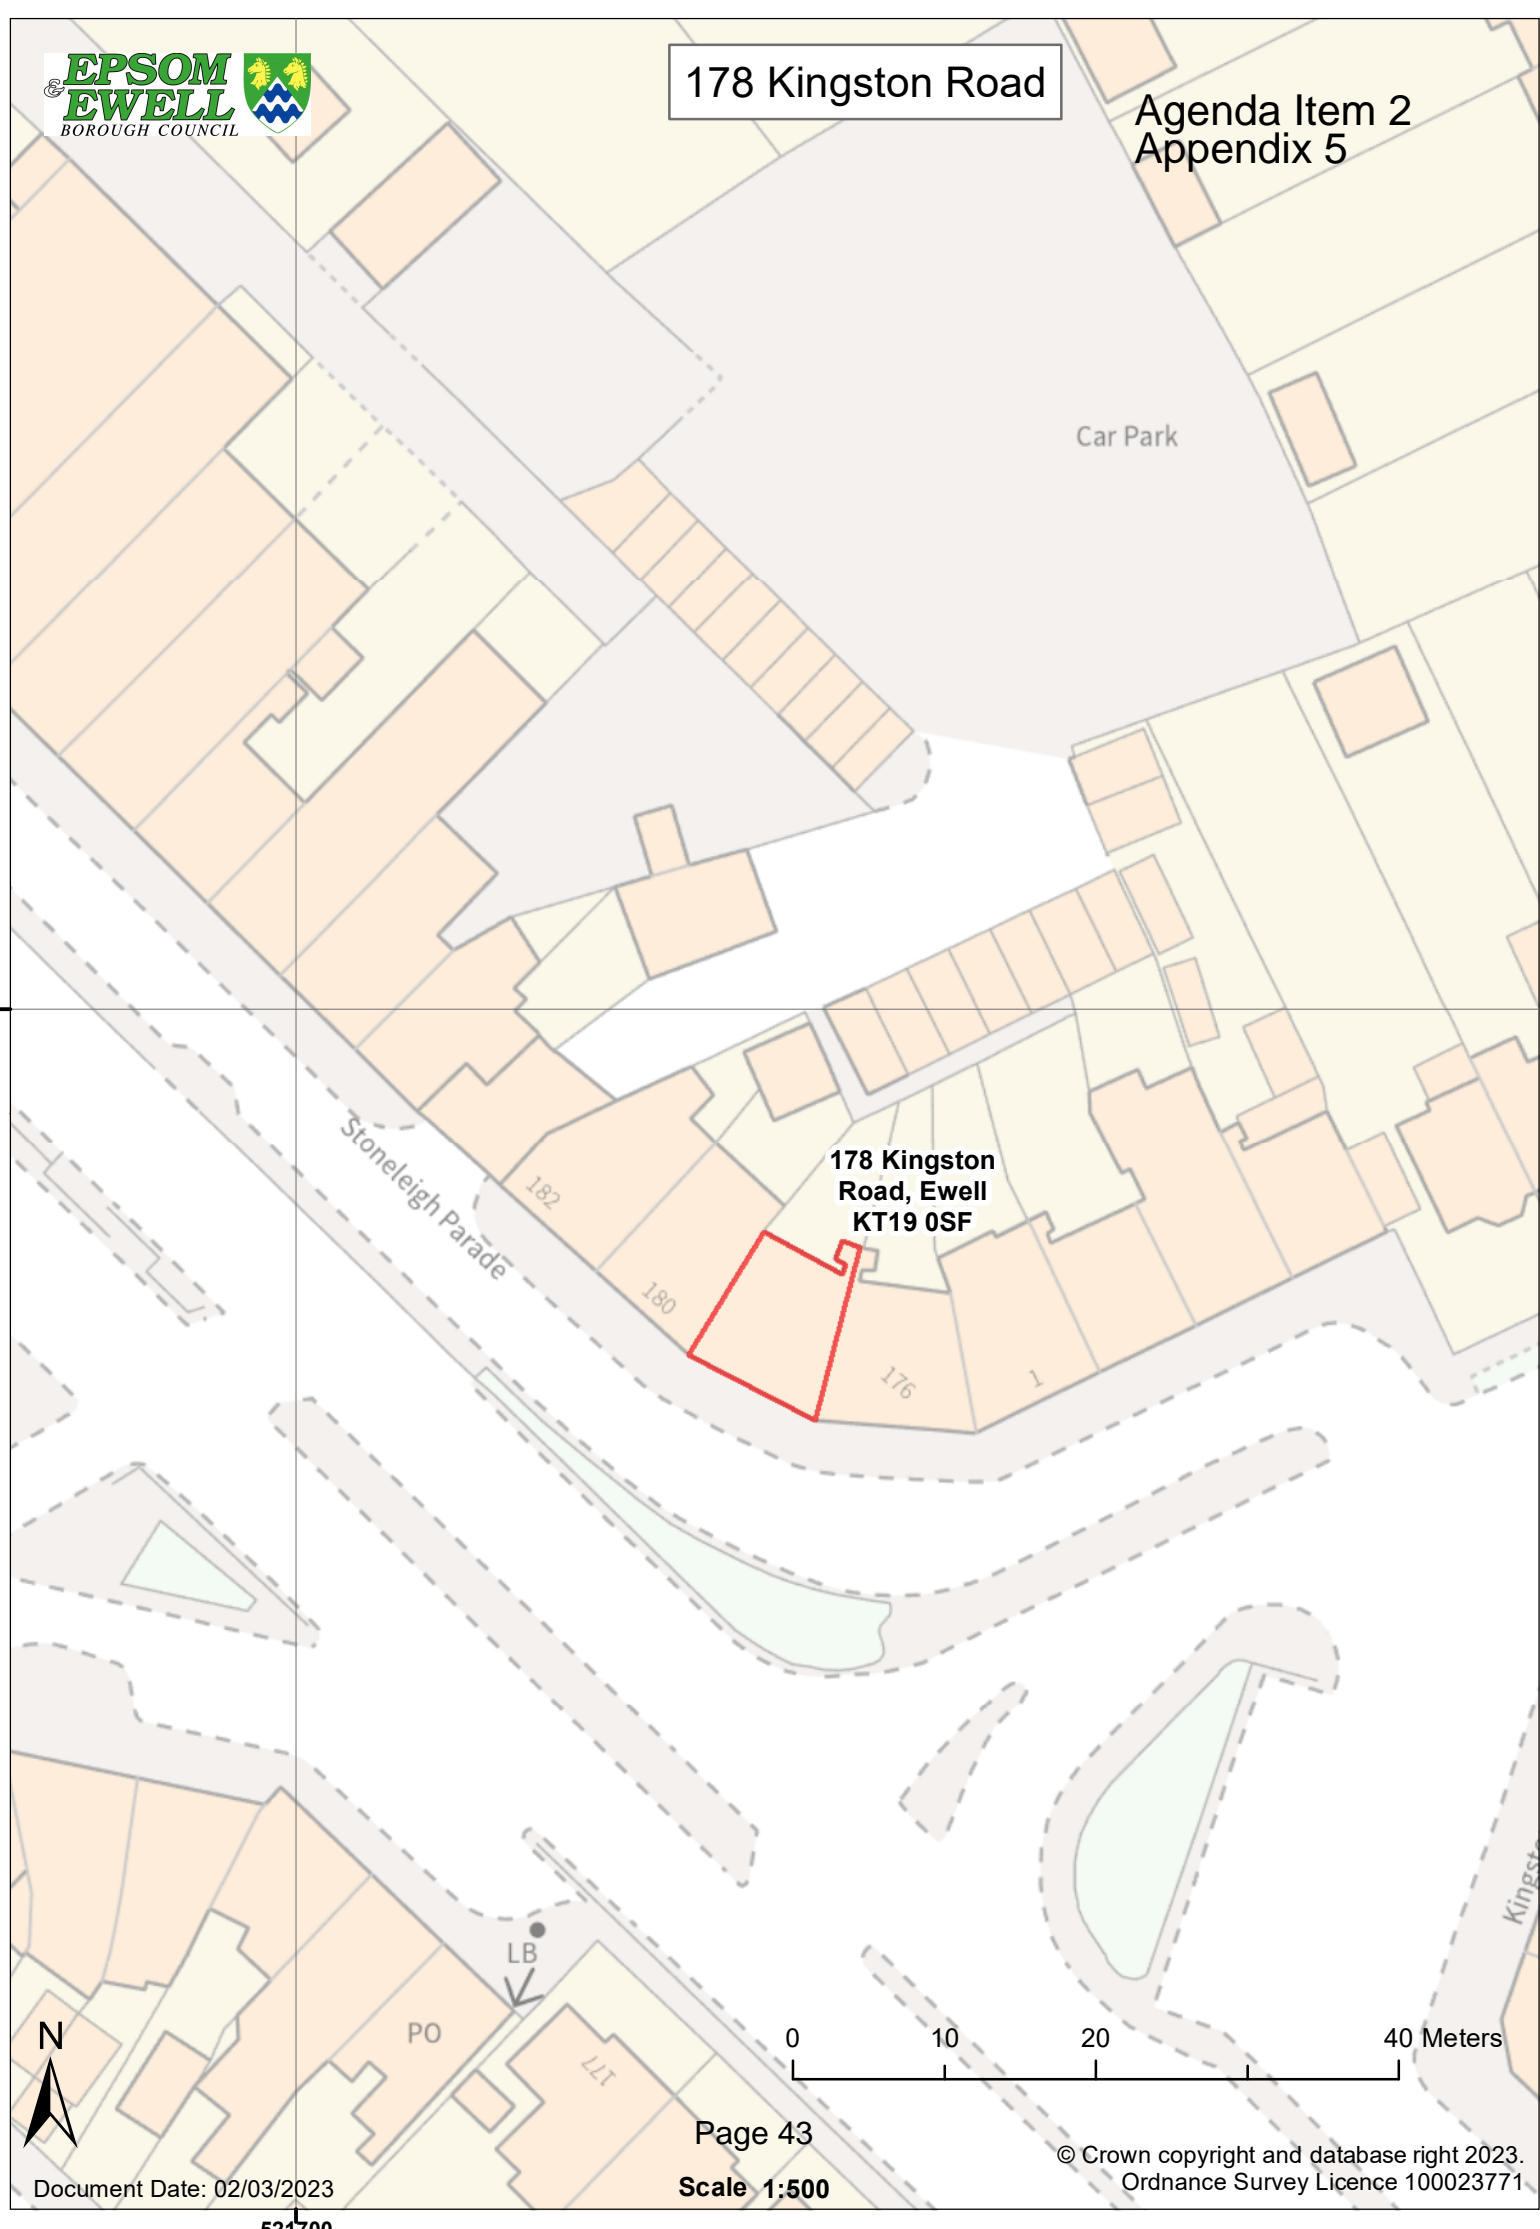 EPSOM
& EWELL
BOROUGH COUNCIL
178 Kingston Road
Agenda Item 2
Appendix 5
Car Park
Stoneleigh Parade
182
180
178 Kingston
Road, Ewell
KT19 0SF
176
1
LB
PO
177
N
0 10 20 40 Meters
Page 43
Scale 1:500
Document Date: 02/03/2023
© Crown copyright and database right 2023.
Ordnance Survey Licence 100023771